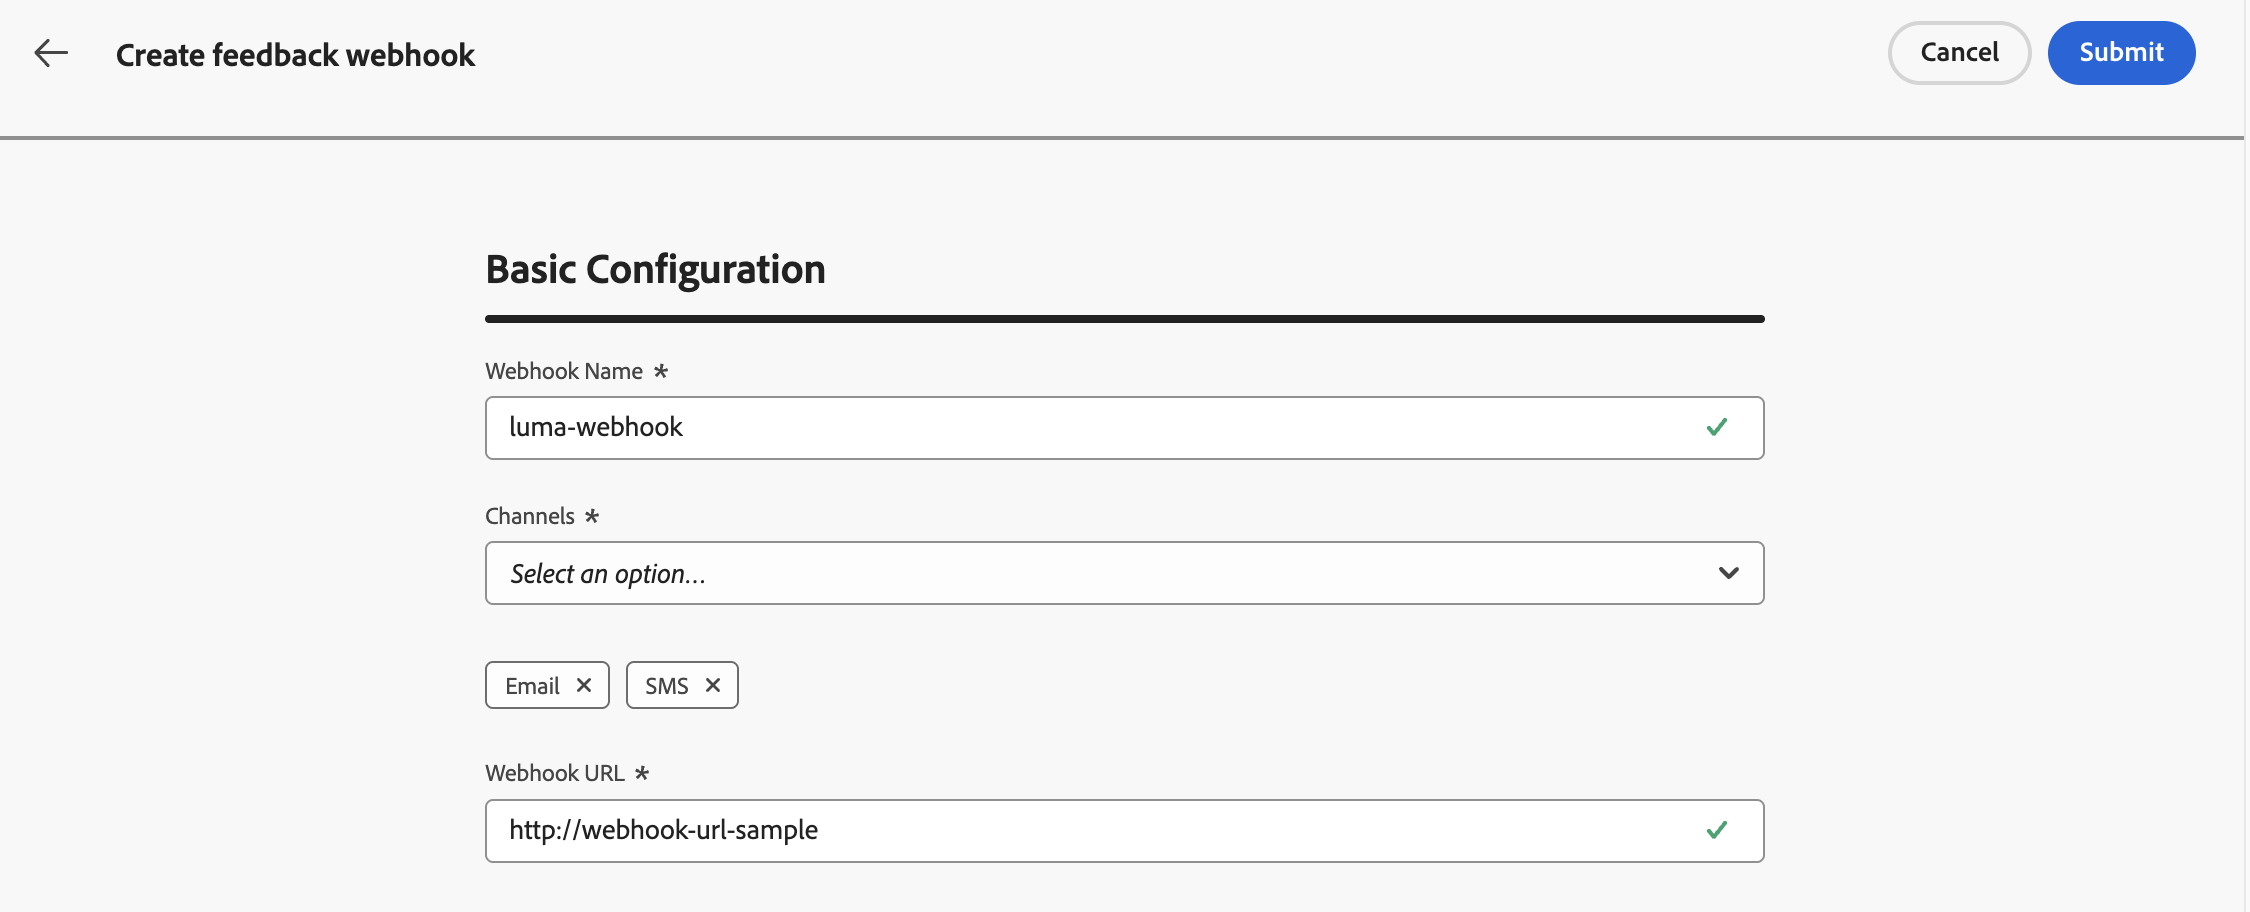 Create feedback webhook
Cancel
Submit
Basic Configuration
Webhook Name *
luma-webhook
Channels *
Select an option...
Email
SMS
Webhook URL *
http://webhook-url-sample